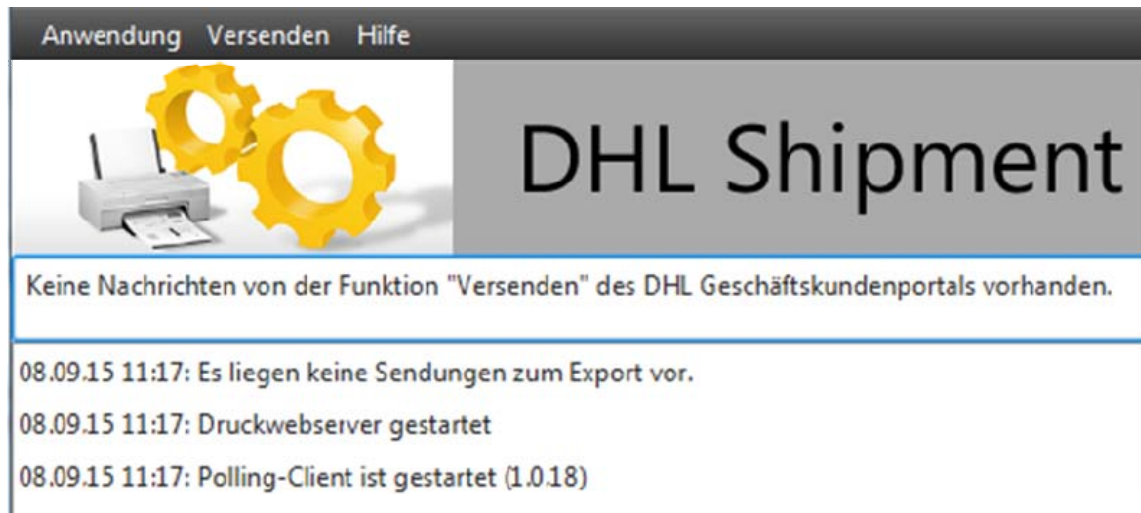 Anwendung Versenden Hilfe
DHL Shipment
Keine Nachrichten von der Funktion "Versenden" des DHL Geschäftskundenportals vorhanden.
08.09.15 11:17: Es liegen keine Sendungen zum Export vor.
08.09.15 11:17: Druckwebserver gestartet
08.09.15 11:17: Polling-Client ist gestartet (1.0.18)